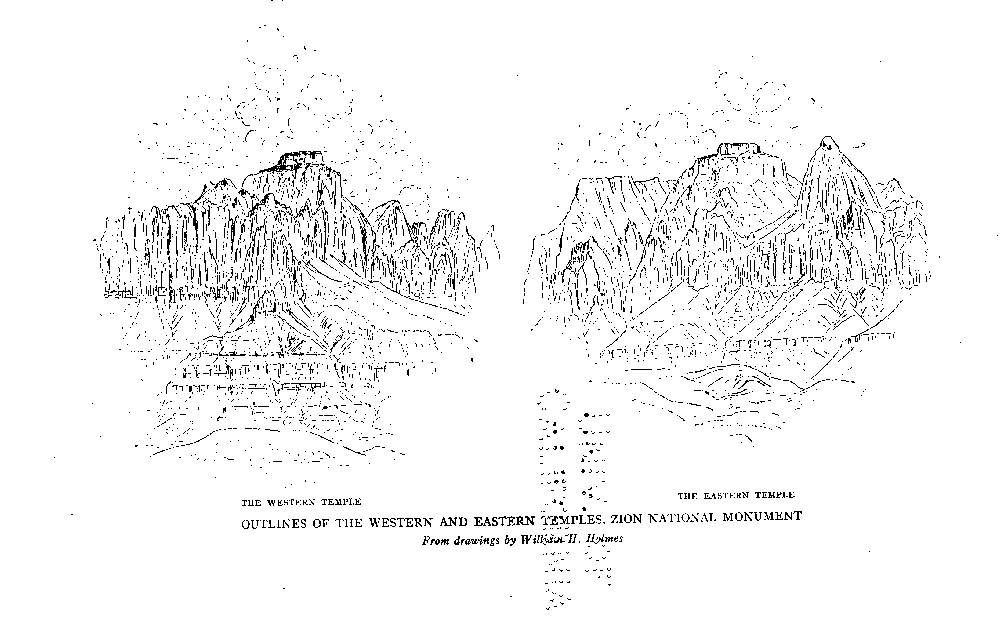 THE WESTERN TEMPLE
THE EASTERN TEMPLE
OUTLINES OF THE WESTERN AND EASTERN TEMPLES, ZION NATIONAL MONUMENT
From drawings by William H. Holmes